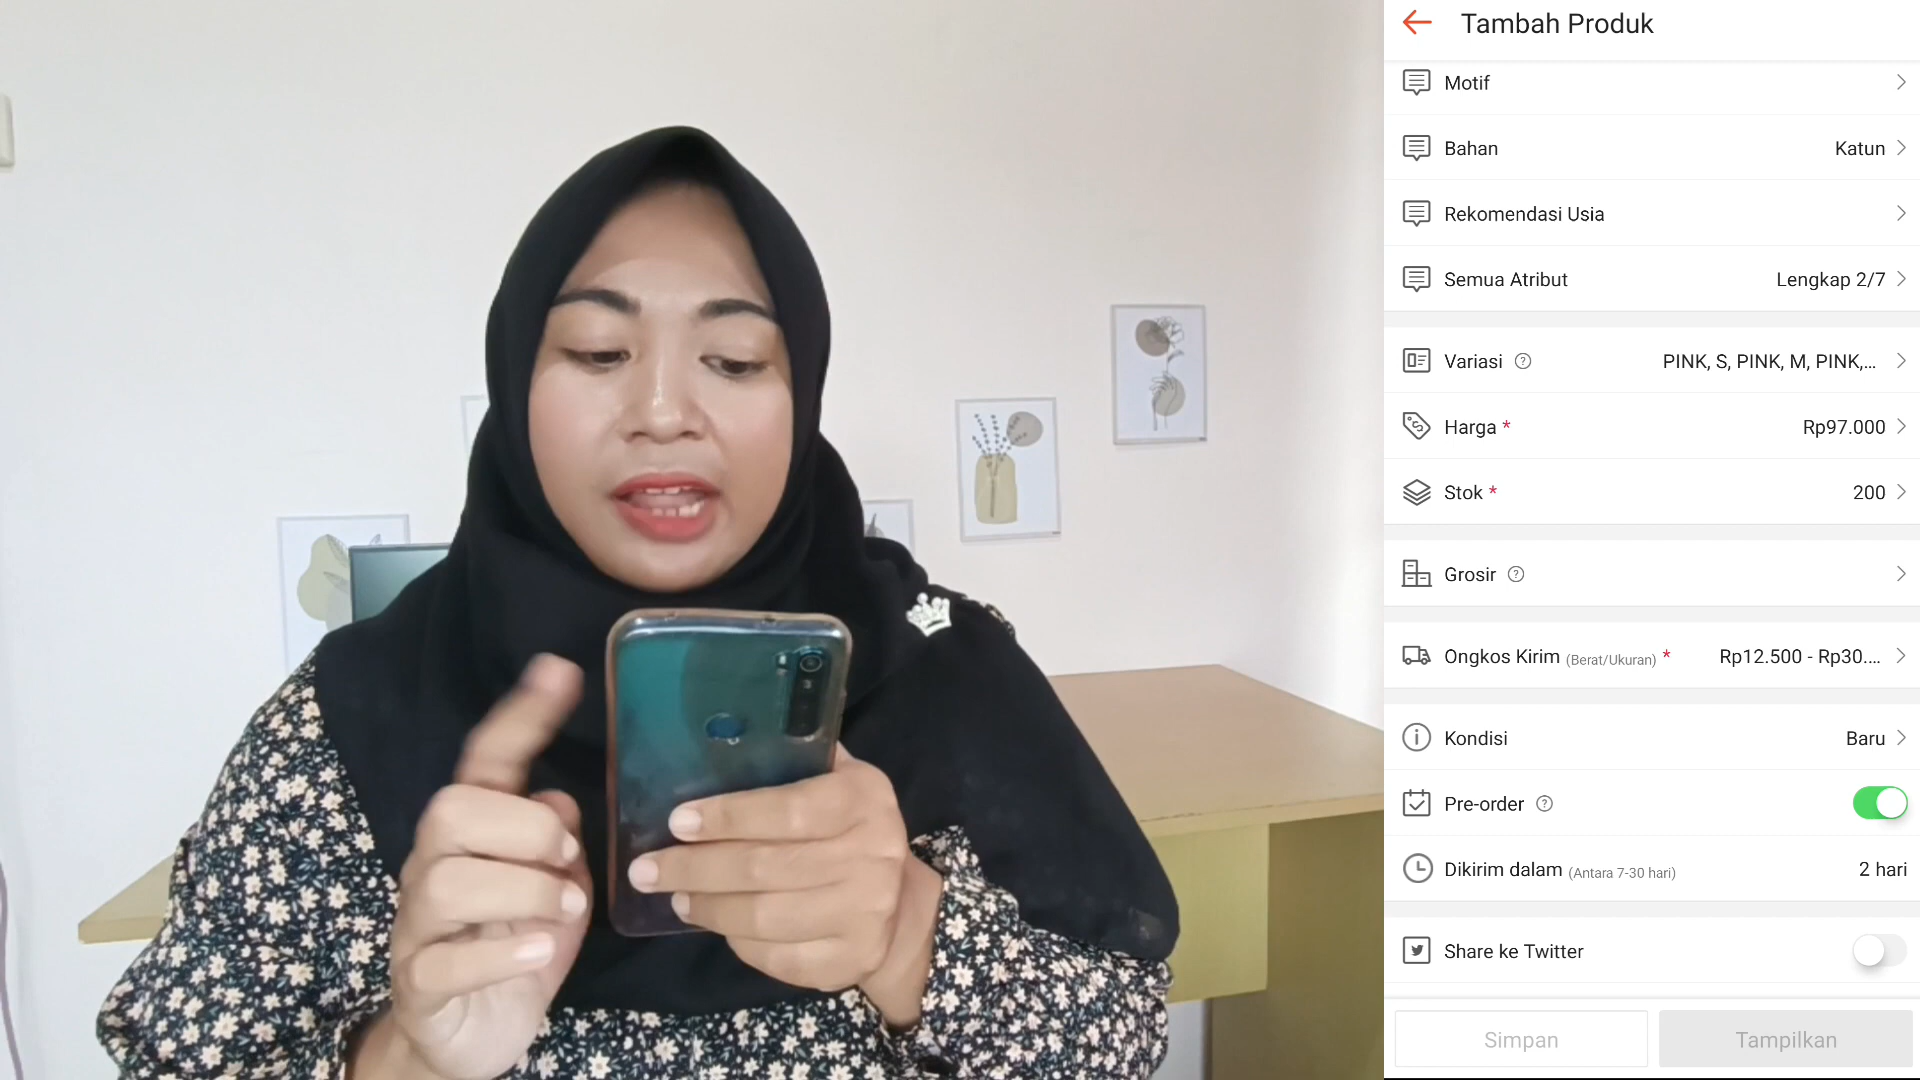 Tambah Produk
Motif
Bahan Katun
Rekomendasi Usia
Semua Atribut Lengkap 2/7
Variasi ? PINK, S, PINK, M, PINK,...
Harga * Rp97.000
Stok * 200
Grosir ?
Ongkos Kirim (Berat/Ukuran) * Rp12.500 - Rp30....
Kondisi Baru
Pre-order ?
Dikirim dalam (Antara 7-30 hari) 2 hari
Share ke Twitter
Simpan Tampilkan